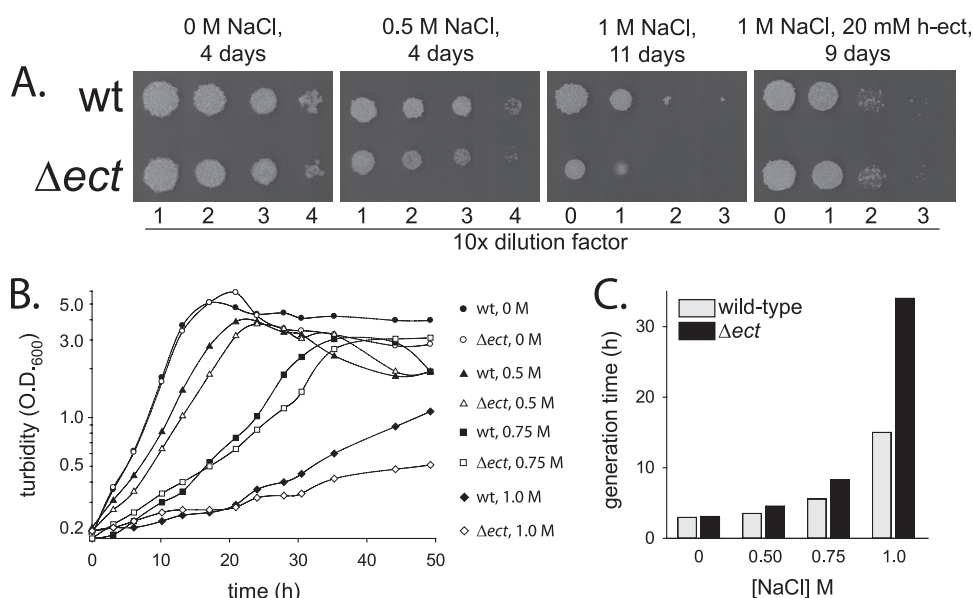 0 M NaCl, 0.5 M NaCl, 1 M NaCl, 1 M NaCl, 20 mM h-ect,
4 days 4 days 11 days 9 days
A. wt
Δect
1 2 3 4 1 2 3 4 0 1 2 3 0 1 2 3
10x dilution factor
B.
turbidity (O.D.600)
5.0
3.0
1.0
0.5
0.2
0 10 20 30 40 50
time (h)
wt, 0 M
Δect, 0 M
wt, 0.5 M
Δect, 0.5 M
wt, 0.75 M
Δect, 0.75 M
wt, 1.0 M
Δect, 1.0 M
C.
wild-type
Δect
generation time (h)
30
20
10
0
0 0.50 0.75 1.0
[NaCl] M